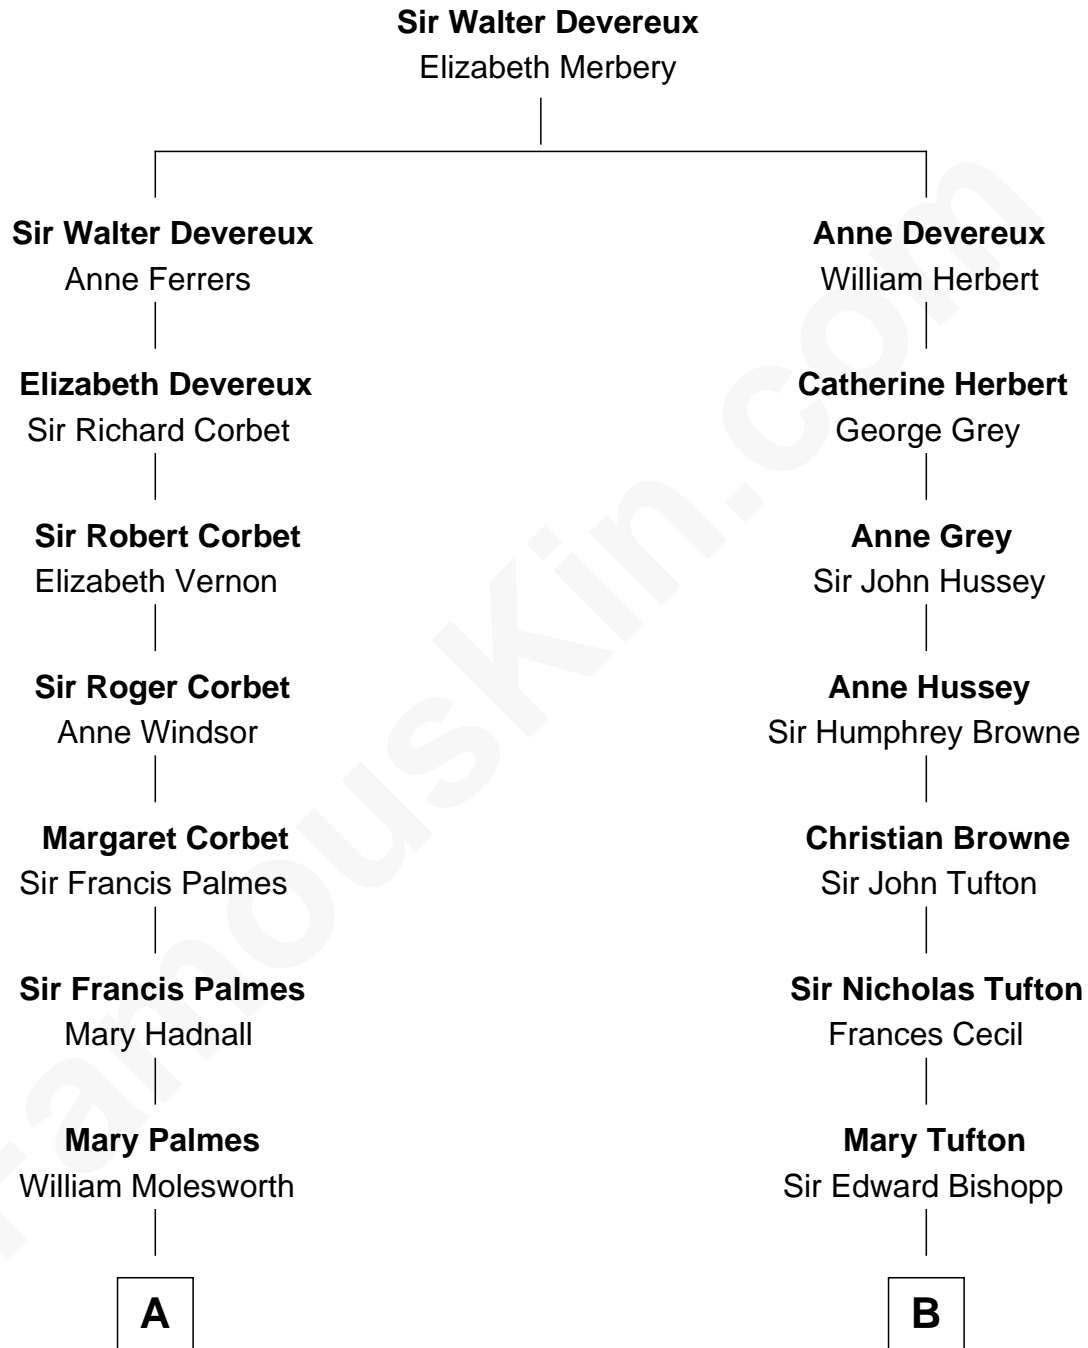 Sir Walter Devereux
Elizabeth Merbery
Sir Walter Devereux
Anne Ferrers
Elizabeth Devereux
Sir Richard Corbet
Sir Robert Corbet
Elizabeth Vernon
Sir Roger Corbet
Anne Windsor
Margaret Corbet
Sir Francis Palmes
Sir Francis Palmes
Mary Hadnall
Mary Palmes
William Molesworth
A
Anne Devereux
William Herbert
Catherine Herbert
George Grey
Anne Grey
Sir John Hussey
Anne Hussey
Sir Humphrey Browne
Christian Browne
Sir John Tufton
Sir Nicholas Tufton
Frances Cecil
Mary Tufton
Sir Edward Bishopp
B
FamousKin.com